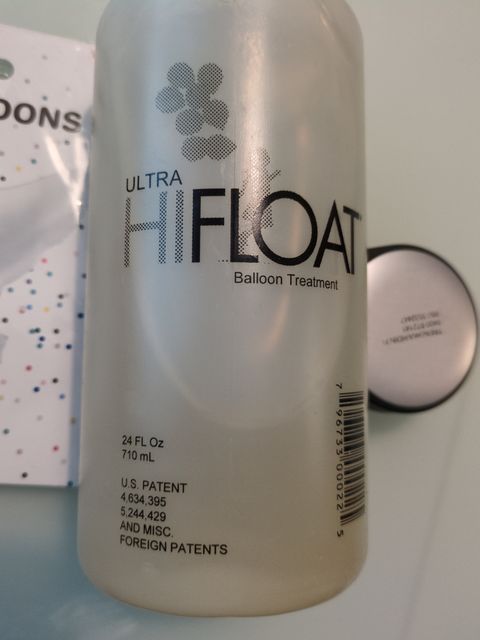 OONS
ULTRA
HIFLOAT
Balloon Treatment
24 FL Oz
710 mL
U.S. PATENT
4,634,395
5,244,429
AND MISC.
FOREIGN PATENTS
7 96733 00022 5